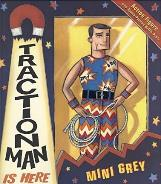 TRACTION
MAN
IS HERE
MINI GREY